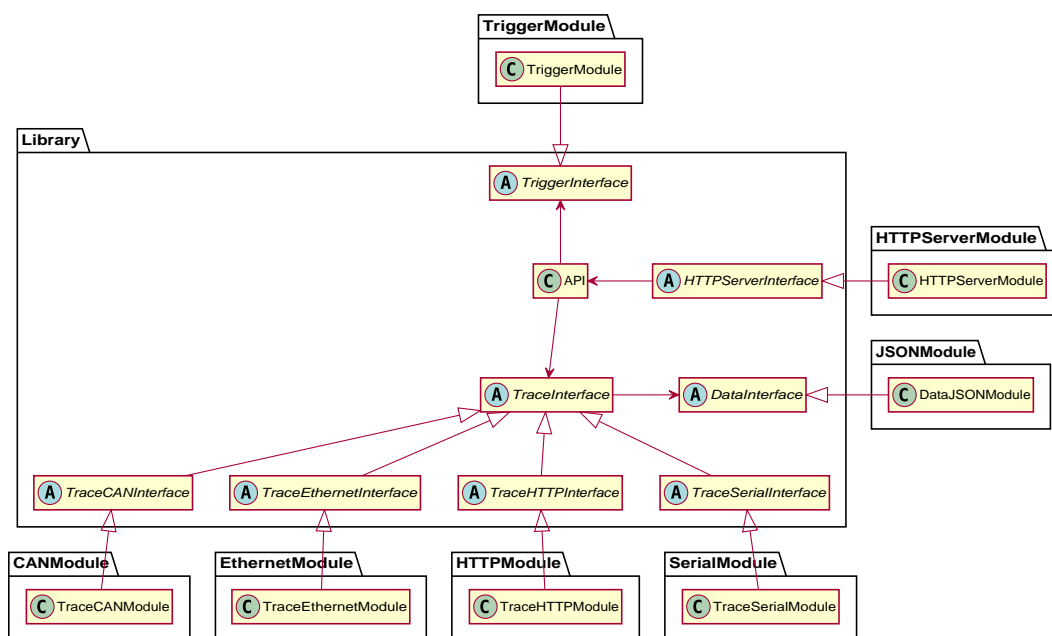 TriggerModule
C TriggerModule
Library
A TriggerInterface
HTTPServerModule
C API
A HTTPServerInterface
C HTTPServerModule
JSONModule
A TraceInterface
A DataInterface
C DataJSONModule
A TraceCANInterface
A TraceEthernetInterface
A TraceHTTPInterface
A TraceSerialInterface
CANModule
EthernetModule
HTTPModule
SerialModule
C TraceCANModule
C TraceEthernetModule
C TraceHTTPModule
C TraceSerialModule